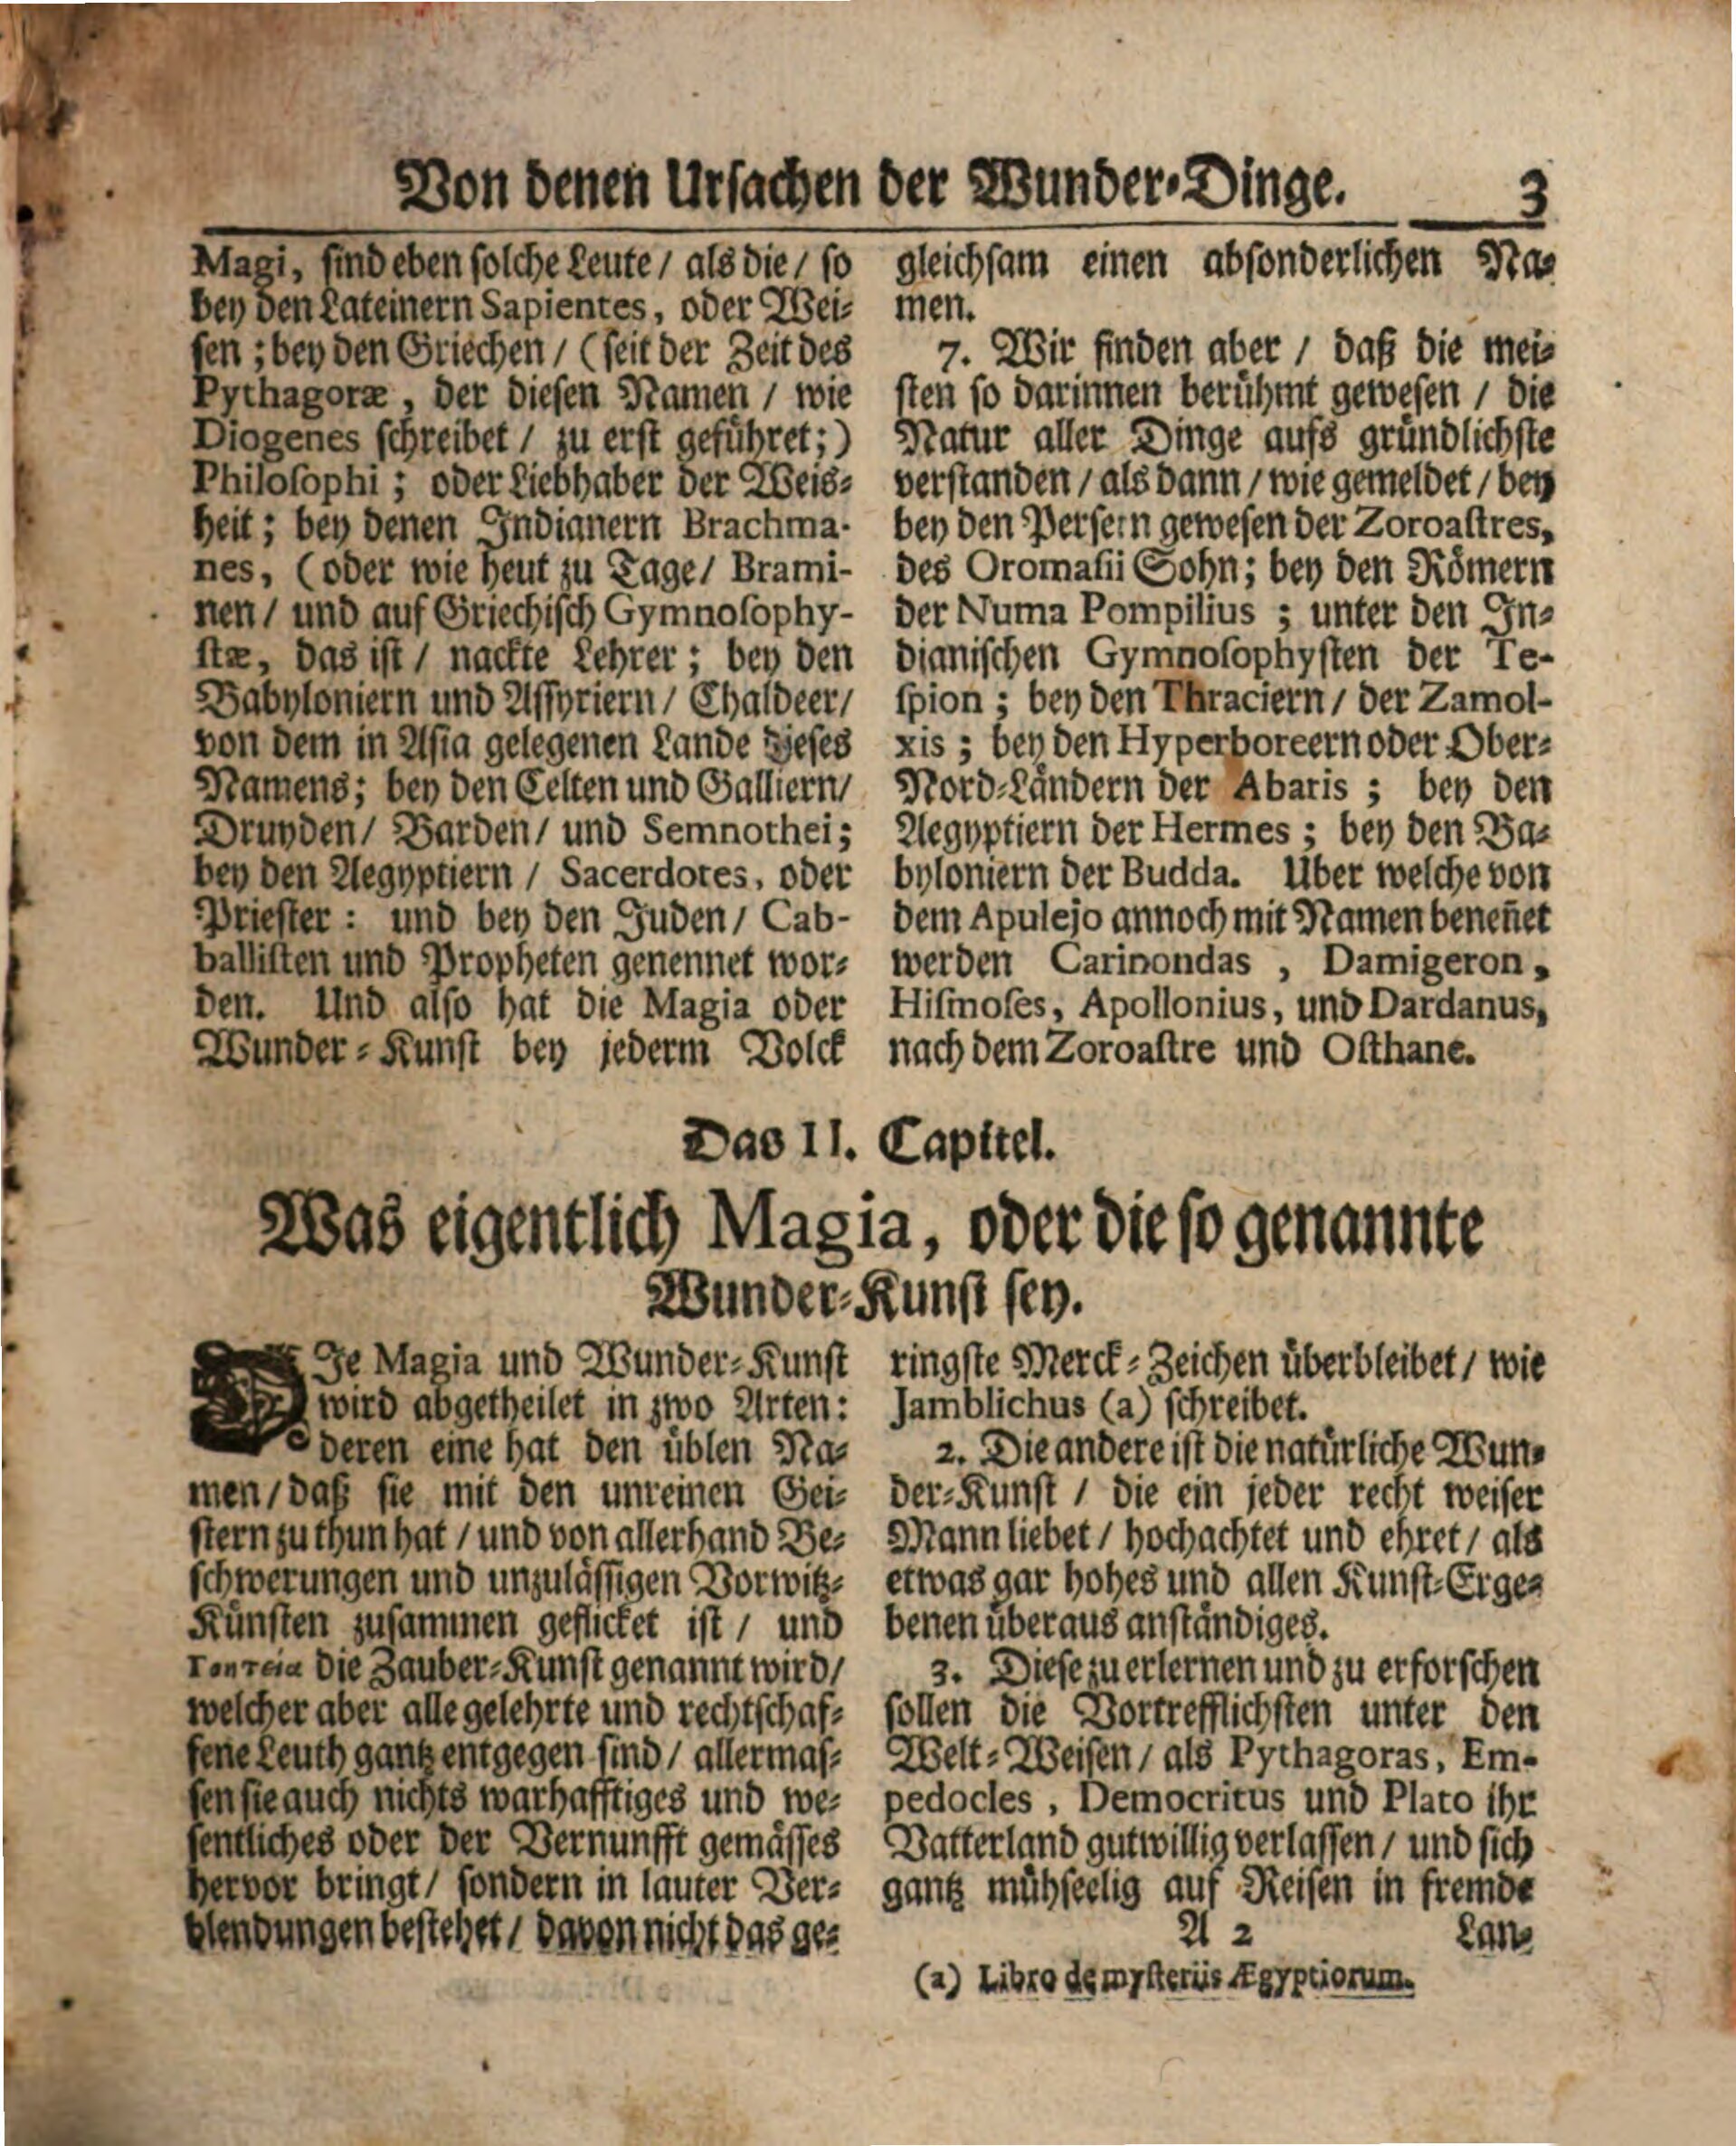 Von denen Ursachen der Wunder-Dinge. 3
Magi, sind eben solche Leute / als die / so
bey den Lateinern Sapientes, oder Wei-
sen ; bey den Griechen / ( seit der Zeit des
Pythagoræ , der diesen Namen / wie
Diogenes schreibet / zu erst geführet; )
Philosophi ; oder Liebhaber der Weis-
heit ; bey denen Indianern Brachma-
nes, ( oder wie heut zu Tage / Brami-
nen / und auf Griechisch Gymnosophy-
stæ, das ist / nackte Lehrer ; bey den
Babyloniern und Assyriern / Chaldeer /
von dem in Asia gelegenen Lande dieses
Namens; bey den Celten und Galliern /
Druyden / Barden / und Semnothei ;
bey den Aegyptiern / Sacerdotes, oder
Priester : und bey den Juden / Cab-
ballisten und Propheten genennet wor-
den. Und also hat die Magia oder
Wunder-Kunst bey jederm Volck
gleichsam einen absonderlichen Na-
men.
7. Wir finden aber / daß die mei-
sten so darinnen berühmt gewesen / die
Natur aller Dinge aufs gründlichste
verstanden / als dann / wie gemeldet / bey
bey den Persern gewesen der Zoroastres,
des Oromasii Sohn; bey den Römern
der Numa Pompilius ; unter den In-
dianischen Gymnosophysten der Te-
spion ; bey den Thraciern / der Zamol-
xis ; bey den Hyperboreern oder Ober-
Nord-Ländern der Abaris ; bey den
Aegyptiern der Hermes ; bey den Ba-
byloniern der Budda. Uber welche von
dem Apulejo annoch mit Namen beneñet
werden Carinondas , Damigeron ,
Hismoses, Apollonius, und Dardanus,
nach dem Zoroastre und Osthane.
Das II. Capitel.
Was eigentlich Magia, oder die so genannte
Wunder-Kunst sey.
DIe Magia und Wunder-Kunst
wird abgetheilet in zwo Arten:
deren eine hat den üblen Na-
men / daß sie mit den unreinen Gei-
stern zu thun hat / und von allerhand Be-
schwerungen und unzulässigen Vorwitz-
Künsten zusammen geflicket ist / und
Γοητεία die Zauber-Kunst genannt wird /
welcher aber alle gelehrte und rechtschaf-
fene Leuth gantz entgegen sind / allermas-
sen sie auch nichts warhafftiges und we-
sentliches oder der Vernunfft gemässes
hervor bringt / sondern in lauter Ver-
blendungen bestehet / davon nicht das ge-
ringste Merck-Zeichen überbleibet / wie
Jamblichus (a) schreibet.
2. Die andere ist die natürliche Wun-
der-Kunst / die ein jeder recht weiser
Mann liebet / hochachtet und ehret / als
etwas gar hohes und allen Kunst-Erge-
benen überaus anständiges.
3. Diese zu erlernen und zu erforschen
sollen die Vortrefflichsten unter den
Welt-Weisen / als Pythagoras, Em-
pedocles , Democritus und Plato ihr
Vatterland gutwillig verlassen / und sich
gantz mühseelig auf Reisen in fremde
A 2 Län-
(a) Libro de mysteriis Ægyptiorum.